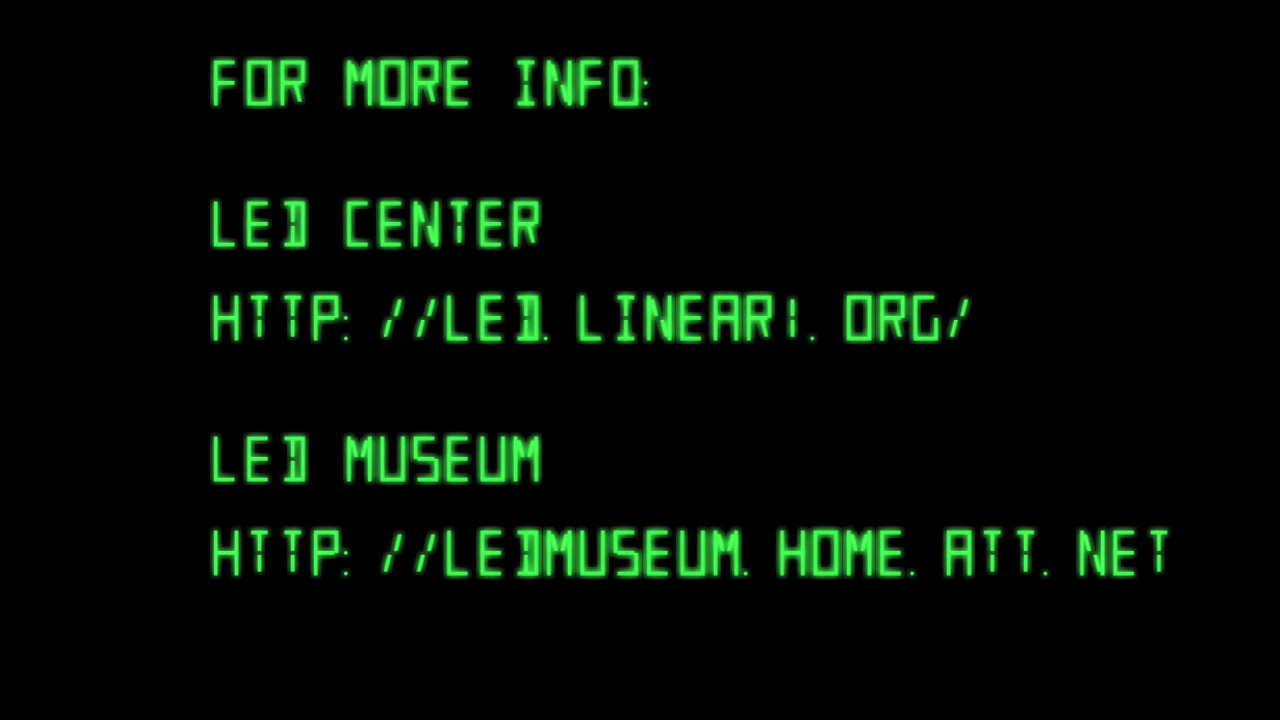 FOR MORE INFO:
LED CENTER
HTTP://LED.LINEAR1.ORG/
LED MUSEUM
HTTP://LEDMUSEUM.HOME.ATT.NET